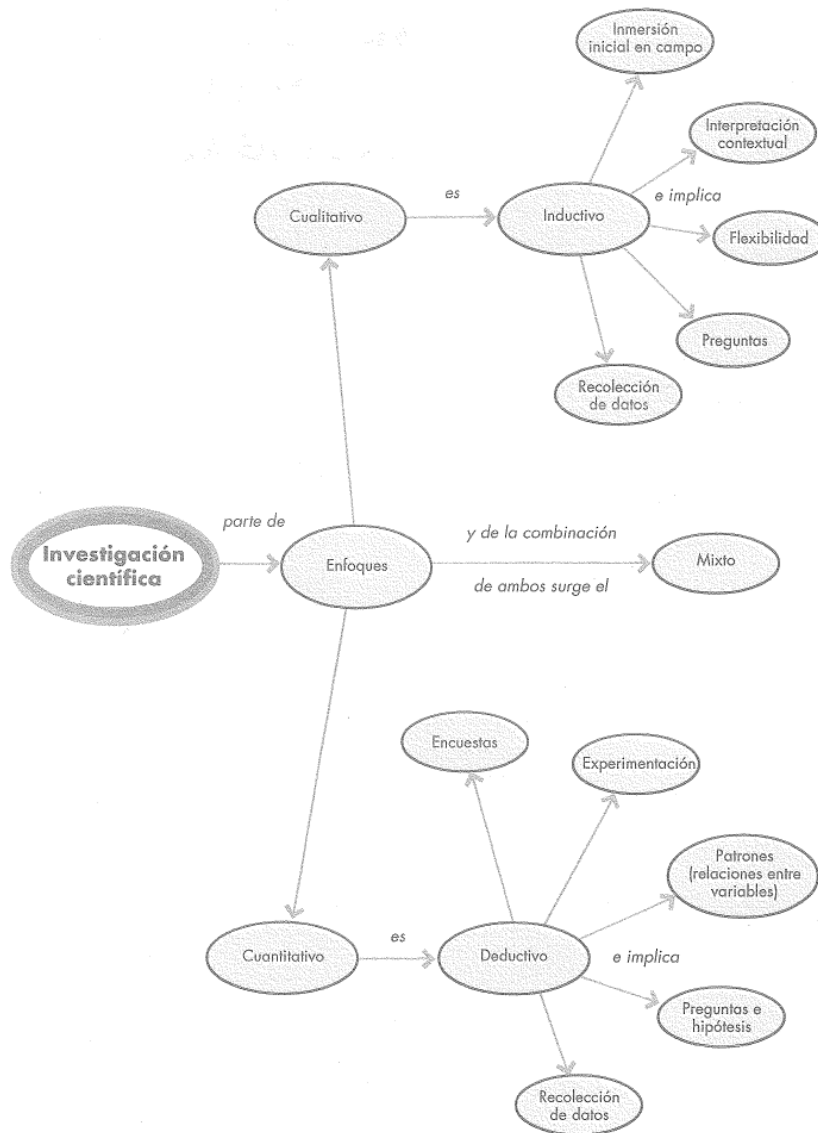 Inmersión
inicial en campo
Interpretación
contextual
e implica
es
Cualitativo
Inductivo
Flexibilidad
Preguntas
Recolección
de datos
parte de
y de la combinación
Investigación
científica
Enfoques
Mixto
de ambos surge el
Encuestas
Experimentación
Patrones
(relaciones entre
variables)
es
Cuantitativo
Deductivo
e implica
Preguntas e
hipótesis
Recolección
de datos